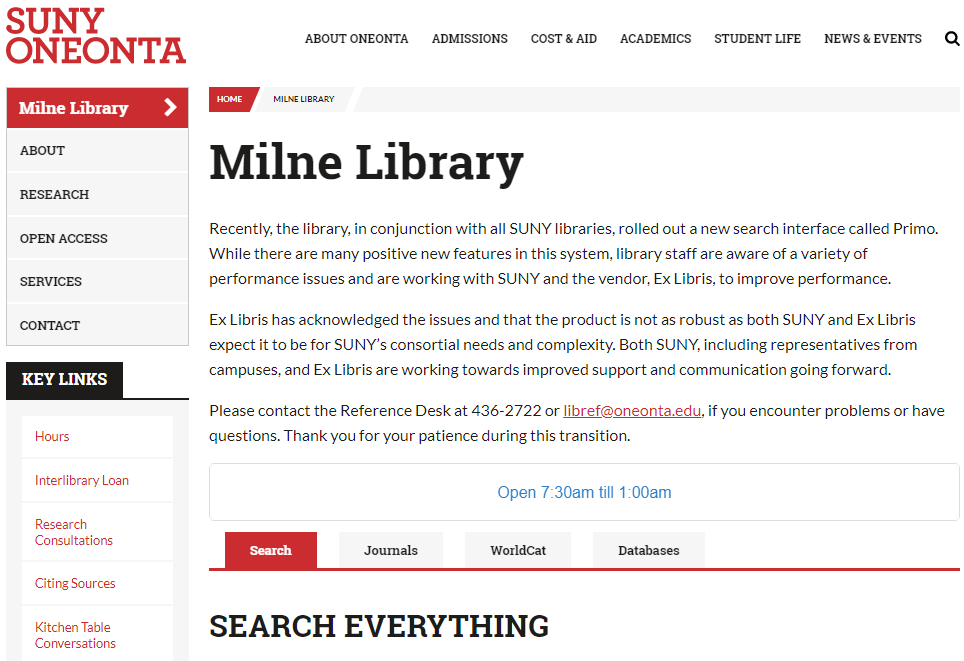 SUNY
ONEONTA
ABOUT ONEONTA ADMISSIONS COST & AID ACADEMICS STUDENT LIFE NEWS & EVENTS
Milne Library
ABOUT
RESEARCH
OPEN ACCESS
SERVICES
CONTACT
KEY LINKS
Hours
Interlibrary Loan
Research
Consultations
Citing Sources
Kitchen Table
Conversations
HOME MILNE LIBRARY
Milne Library
Recently, the library, in conjunction with all SUNY libraries, rolled out a new search interface called Primo.
While there are many positive new features in this system, library staff are aware of a variety of
performance issues and are working with SUNY and the vendor, Ex Libris, to improve performance.
Ex Libris has acknowledged the issues and that the product is not as robust as both SUNY and Ex Libris
expect it to be for SUNY’s consortial needs and complexity. Both SUNY, including representatives from
campuses, and Ex Libris are working towards improved support and communication going forward.
Please contact the Reference Desk at 436-2722 or libref@oneonta.edu, if you encounter problems or have
questions. Thank you for your patience during this transition.
Open 7:30am till 1:00am
Search Journals WorldCat Databases
SEARCH EVERYTHING